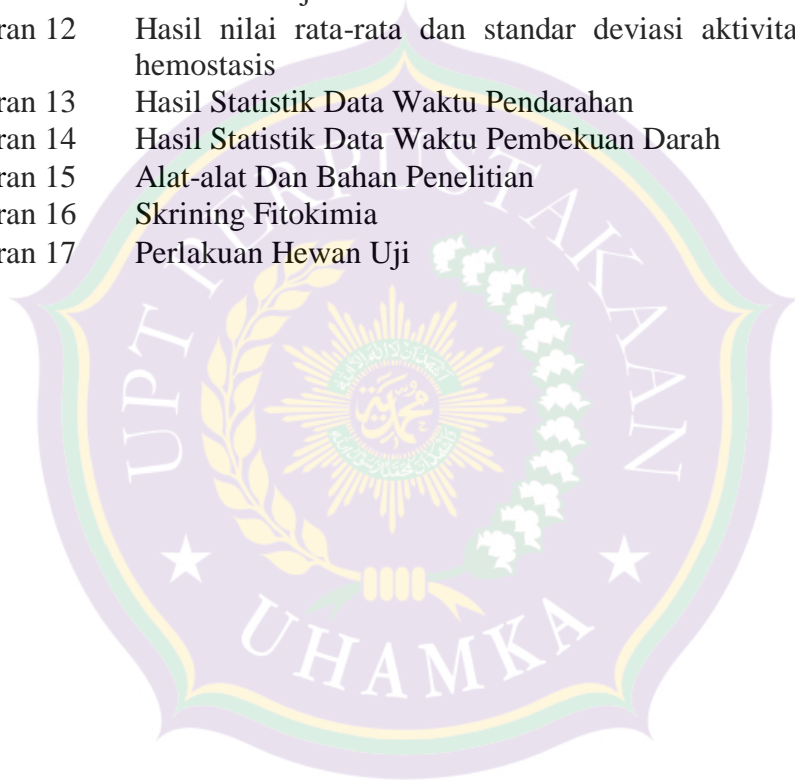 ran 12 Hasil nilai rata-rata dan standar deviasi aktivita
hemostasis
ran 13 Hasil Statistik Data Waktu Pendarahan
ran 14 Hasil Statistik Data Waktu Pembekuan Darah
ran 15 Alat-alat Dan Bahan Penelitian
ran 16 Skrining Fitokimia
ran 17 Perlakuan Hewan Uji
UPT PERPUSTAKAAN
UHAMKA